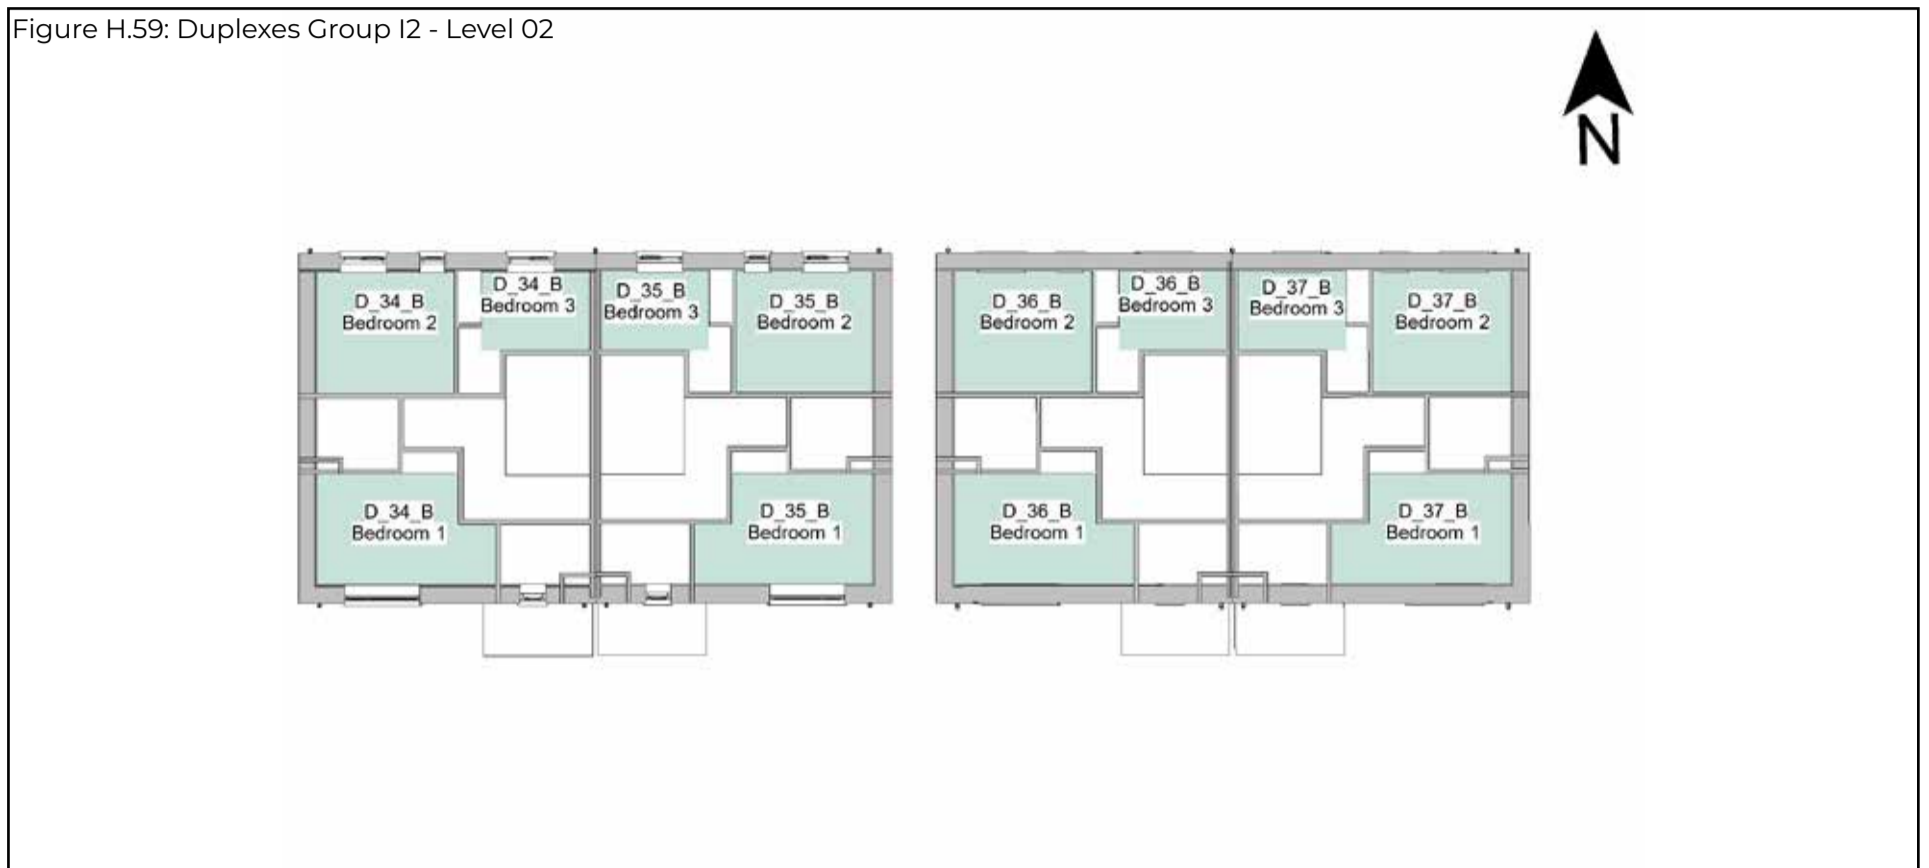 Figure H.59: Duplexes Group I2 - Level 02
N
D_34_B
Bedroom 2
D_34_B
Bedroom 3
D_35_B
Bedroom 3
D_35_B
Bedroom 2
D_36_B
Bedroom 2
D_36_B
Bedroom 3
D_37_B
Bedroom 3
D_37_B
Bedroom 2
D_34_B
Bedroom 1
D_35_B
Bedroom 1
D_36_B
Bedroom 1
D_37_B
Bedroom 1